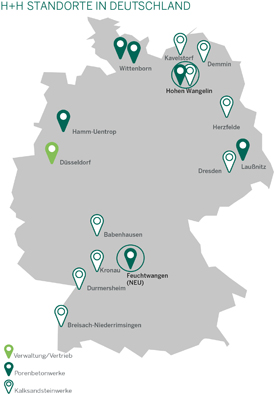 H+H STANDORTE IN DEUTSCHLAND
Kavelstorf
Wittenborn
Demmin
Hohen Wangelin
Herzfelde
Hamm-Uentrop
Laußnitz
Düsseldorf
Dresden
Babenhausen
Kronau
Feuchtwangen
(NEU)
Durmersheim
Breisach-Niederrimsingen
Verwaltung/Vertrieb
Porenbetonwerke
Kalksandsteinwerke